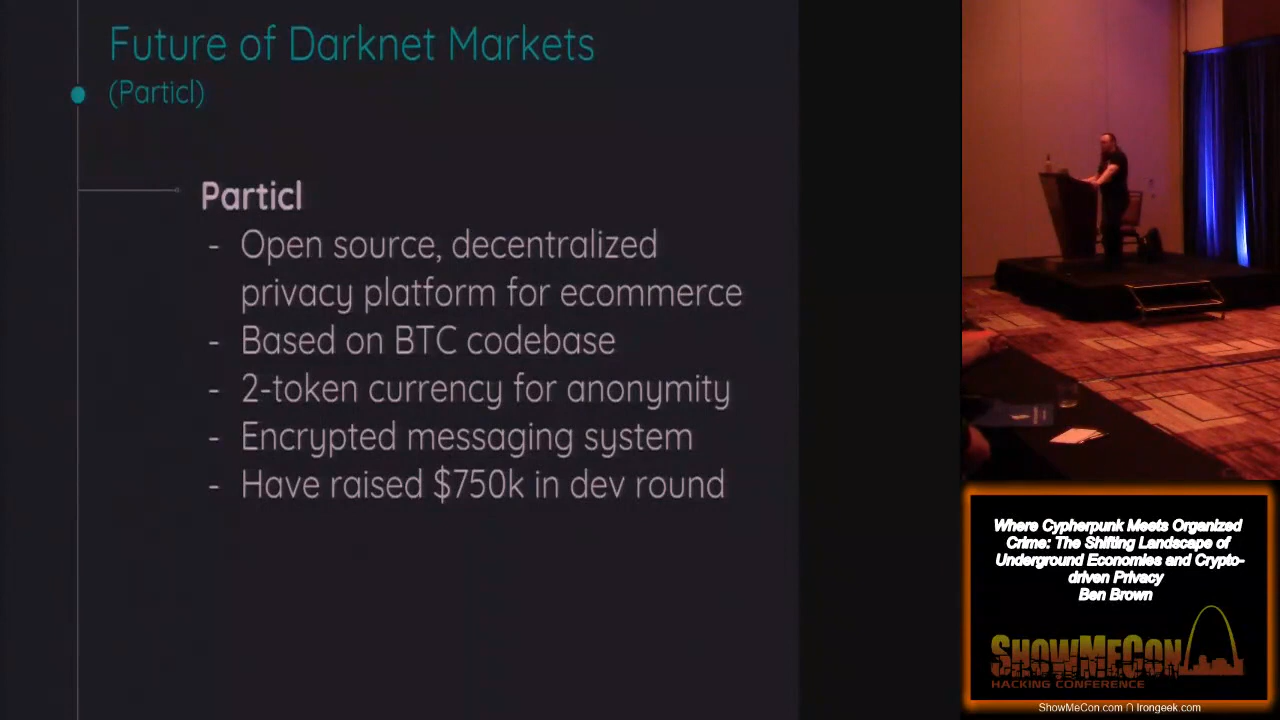 Future of Darknet Markets
(Particl)
Particl
- Open source, decentralized
privacy platform for ecommerce
- Based on BTC codebase
- 2-token currency for anonymity
- Encrypted messaging system
- Have raised $750k in dev round
Where Cypherpunk Meets Organized
Crime: The Shifting Landscape of
Underground Economies and Crypto-
driven Privacy
Ben Brown
ShowMeCon
HACKING CONFERENCE
ShowMeCon.com ∩ Irongeek.com